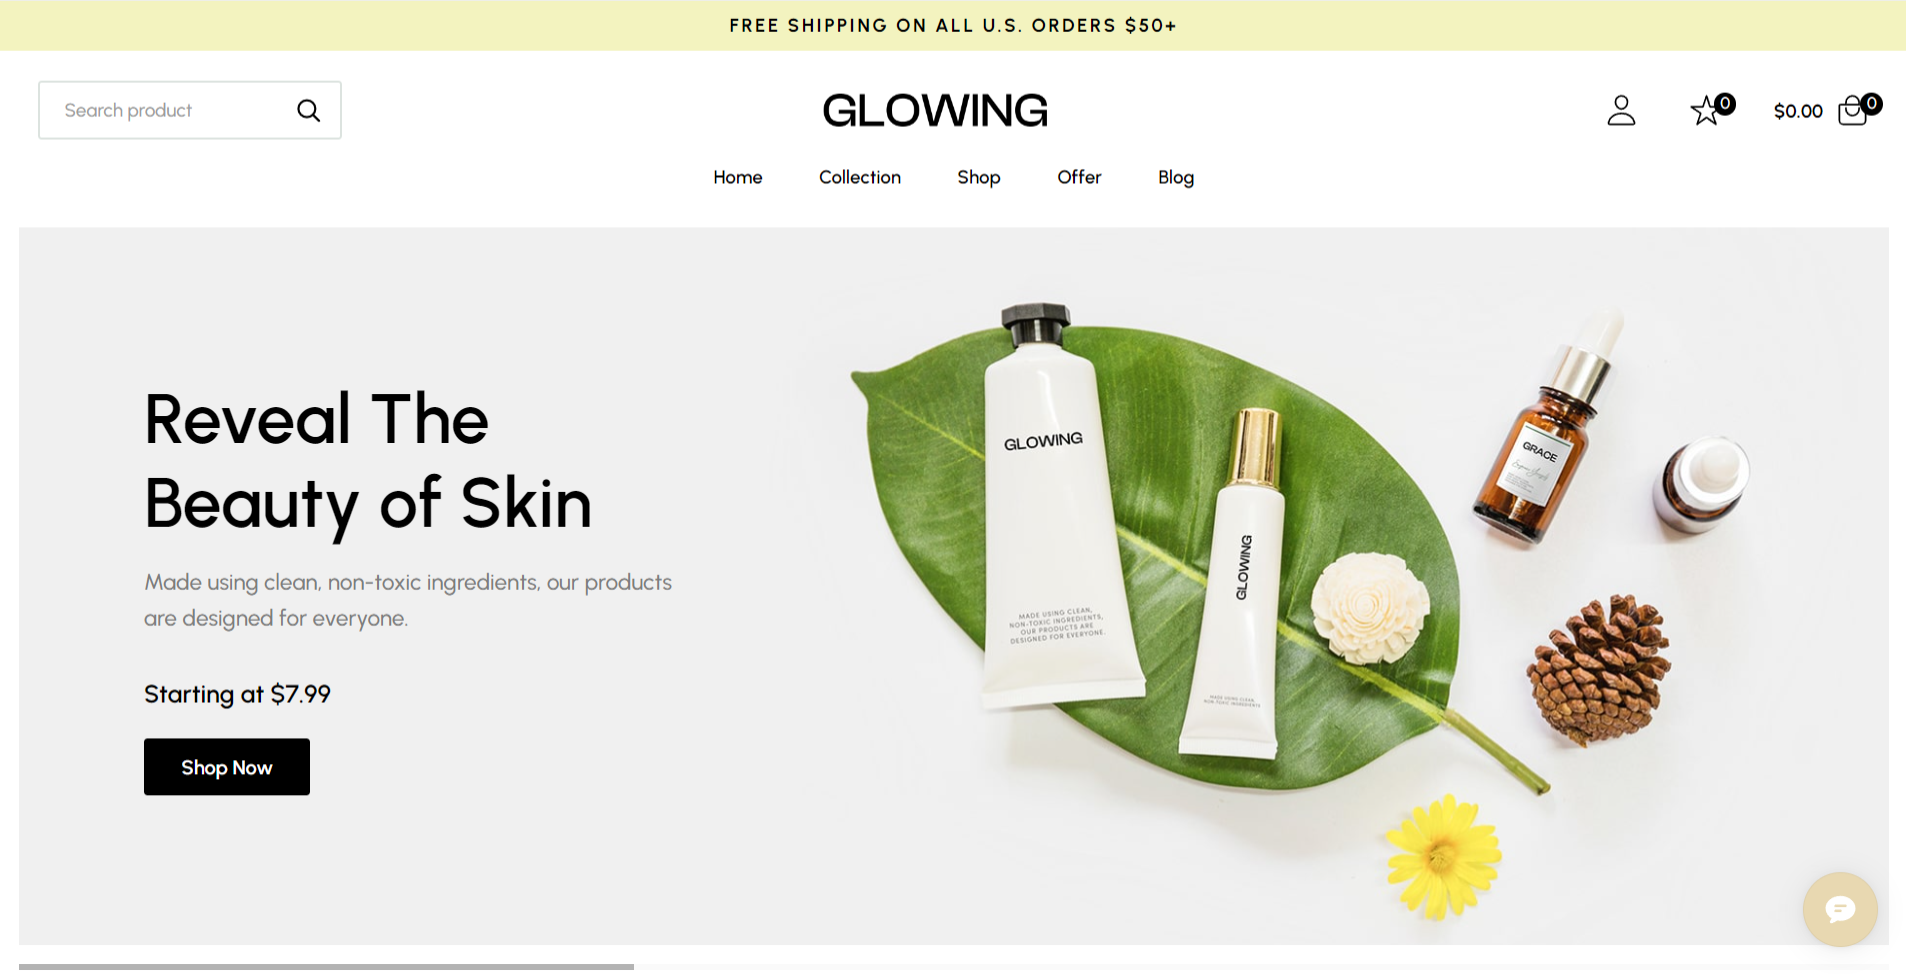 FREE SHIPPING ON ALL U.S. ORDERS $50+
Search product
GLOWING
0
$0.00
0
Home
Collection
Shop
Offer
Blog
Reveal The
Beauty of Skin
Made using clean, non-toxic ingredients, our products
are designed for everyone.
Starting at $7.99
Shop Now
GLOWING
MADE USING CLEAN,
NON-TOXIC INGREDIENTS,
OUR PRODUCTS ARE
DESIGNED FOR EVERYONE.
GLOWING
MADE USING CLEAN,
NON-TOXIC INGREDIENTS
GRACE